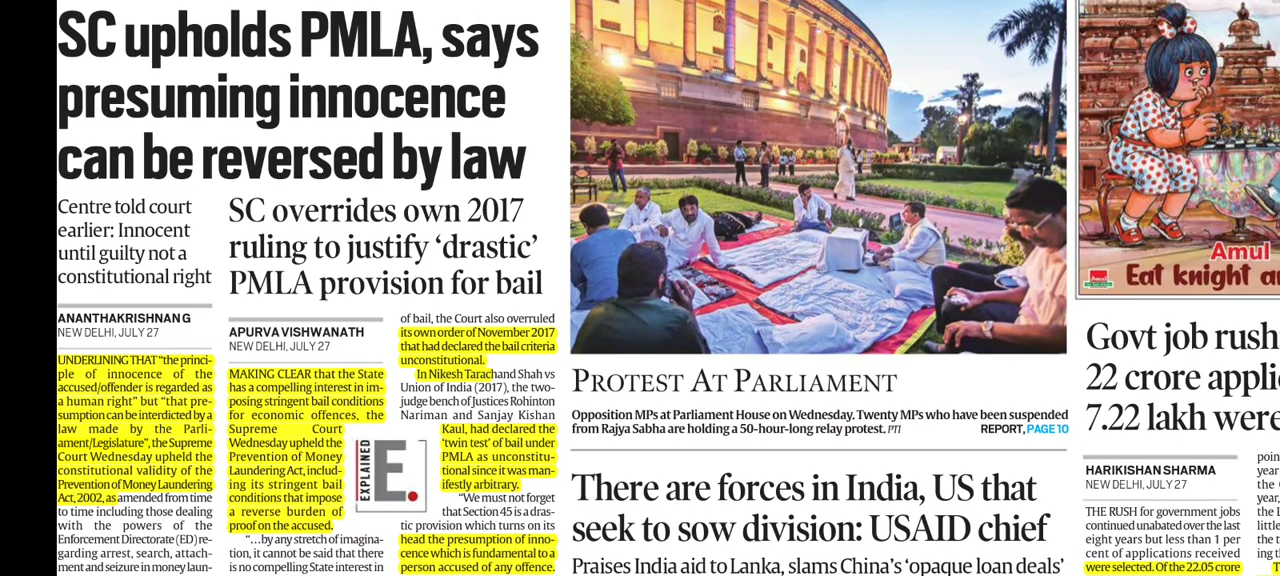 SC upholds PMLA, says
presuming innocence
can be reversed by law
Centre told court
earlier: Innocent
until guilty not a
constitutional right
ANANTHAKRISHNAN G
NEW DELHI, JULY 27
UNDERLINING THAT "the princi-
ple of innocence of the
accused/offender is regarded as
a human right" but "that pre-
sumption can be interdicted by a
law made by the Parli-
ament/Legislature", the Supreme
Court Wednesday upheld the
constitutional validity of the
Prevention of Money Laundering
Act, 2002, as amended from time
to time including those dealing
with the powers of the
Enforcement Directorate (ED) re-
garding arrest, search, attach-
ment and seizure in money laun-
SC overrides own 2017
ruling to justify ‘drastic’
PMLA provision for bail
APURVA VISHWANATH
NEW DELHI, JULY 27
MAKING CLEAR that the State
has a compelling interest in im-
posing stringent bail conditions
for economic offences, the
Supreme Court
Wednesday upheld the
Prevention of Money
Laundering Act, includ-
ing its stringent bail
conditions that impose
a reverse burden of
proof on the accused.
"...by any stretch of imagina-
tion, it cannot be said that there
is no compelling State interest in
EXPLAINED
E.
of bail, the Court also overruled
its own order of November 2017
that had declared the bail criteria
unconstitutional.
In Nikesh Tarachand Shah vs
Union of India (2017), the two-
judge bench of Justices Rohinton
Nariman and Sanjay Kishan
Kaul, had declared the
‘twin test’ of bail under
PMLA as unconstitu-
tional since it was man-
ifestly arbitrary.
"We must not forget
that Section 45 is a dras-
tic provision which turns on its
head the presumption of inno-
cence which is fundamental to a
person accused of any offence.
PROTEST AT PARLIAMENT
Opposition MPs at Parliament House on Wednesday. Twenty MPs who have been suspended
from Rajya Sabha are holding a 50-hour-long relay protest. PTI REPORT, PAGE 10
There are forces in India, US that
seek to sow division: USAID chief
Praises India aid to Lanka, slams China’s ‘opaque loan deals’
Amul
Amul
Eat knight a
Govt job rush
22 crore appli
7.22 lakh were
HARIKISHAN SHARMA
NEW DELHI, JULY 27
THE RUSH for government jobs
continued unabated over the last
eight years but less than 1 per
cent of applications received
were selected. Of the 22.05 crore
poin
year
the
year,
little
the t
ing t